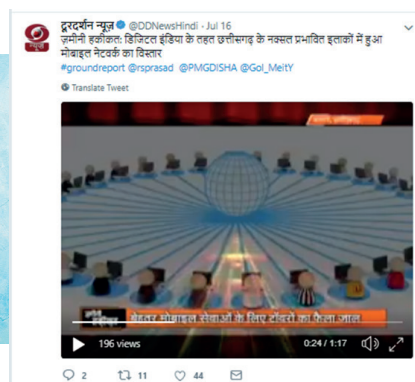 दूरदर्शन न्यूज़ @DDNewsHindi · Jul 16
ज़मीनी हकीकत: डिजिटल इंडिया के तहत छत्तीसगढ़ के नक्सल प्रभावित इलाकों में हुआ
मोबाइल नेटवर्क का विस्तार
#groundreport @rsprasad @PMGDISHA @GoI_MeitY
Translate Tweet
बेहतर मोबाइल सेवाओं के लिए टॉवरों का फैला जाल
196 views
0:24 / 1:17
2 11 44